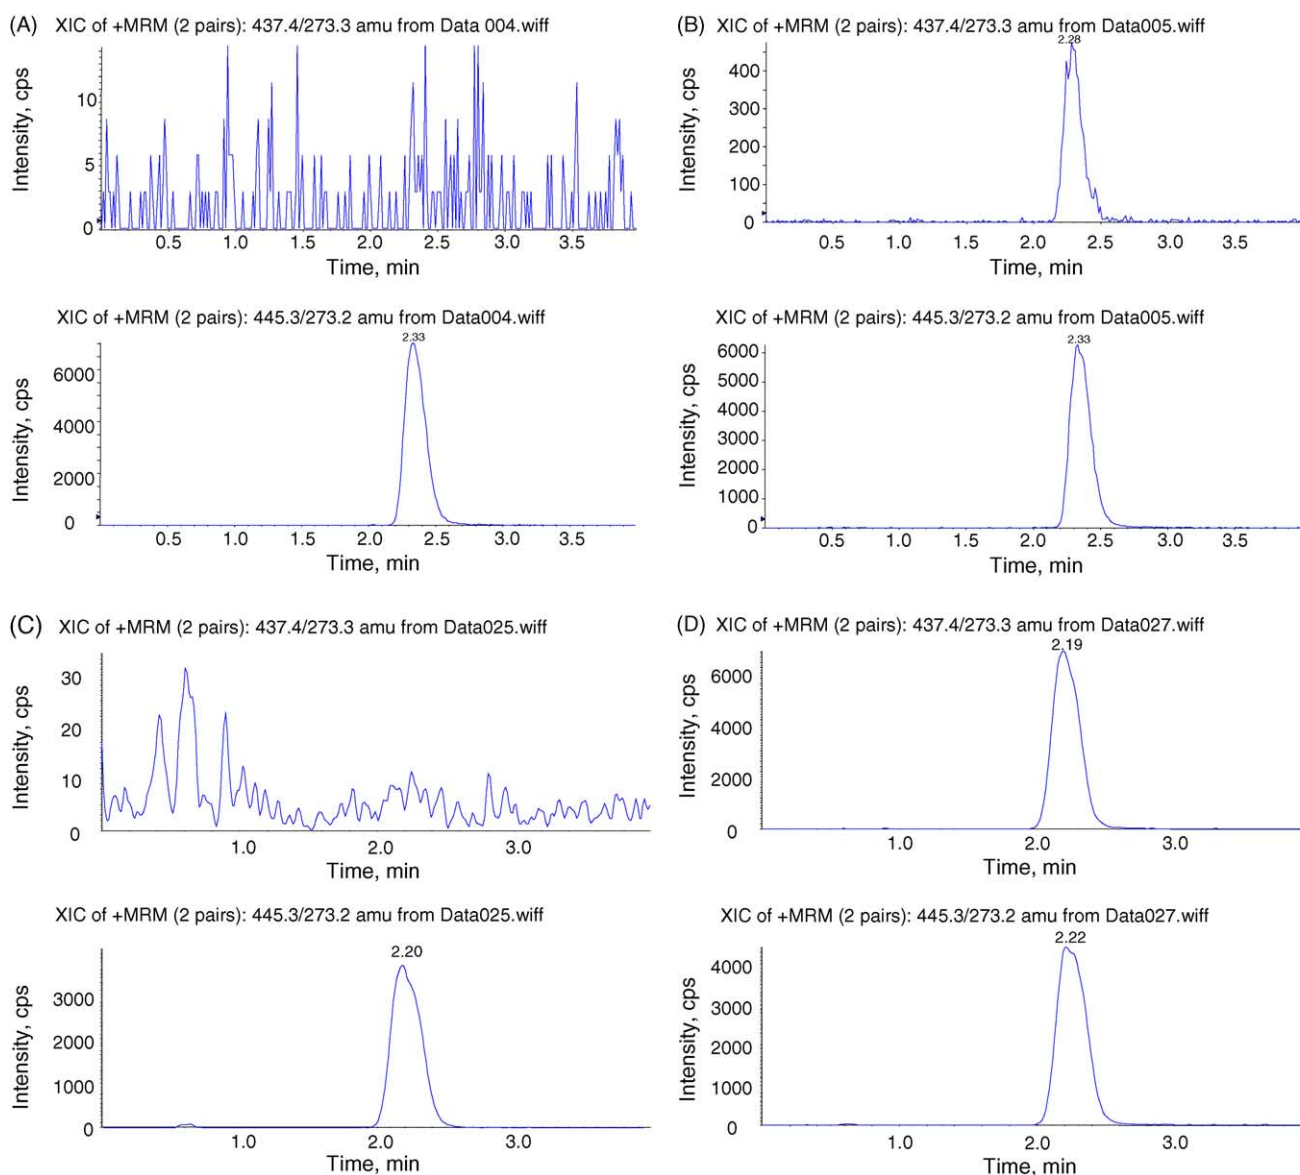 (A) XIC of +MRM (2 pairs): 437.4/273.3 amu from Data 004.wiff
Intensity, cps
10
5
0
0.5 1.0 1.5 2.0 2.5 3.0 3.5
Time, min
XIC of +MRM (2 pairs): 445.3/273.2 amu from Data004.wiff
2.33
Intensity, cps
6000
4000
2000
0
0.5 1.0 1.5 2.0 2.5 3.0 3.5
Time, min
(B) XIC of +MRM (2 pairs): 437.4/273.3 amu from Data005.wiff
2.28
Intensity, cps
400
300
200
100
0
0.5 1.0 1.5 2.0 2.5 3.0 3.5
Time, min
XIC of +MRM (2 pairs): 445.3/273.2 amu from Data005.wiff
2.33
Intensity, cps
6000
5000
4000
3000
2000
1000
0
0.5 1.0 1.5 2.0 2.5 3.0 3.5
Time, min
(C) XIC of +MRM (2 pairs): 437.4/273.3 amu from Data025.wiff
Intensity, cps
30
20
10
0
1.0 2.0 3.0
Time, min
XIC of +MRM (2 pairs): 445.3/273.2 amu from Data025.wiff
2.20
Intensity, cps
3000
2000
1000
0
1.0 2.0 3.0
Time, min
(D) XIC of +MRM (2 pairs): 437.4/273.3 amu from Data027.wiff
2.19
Intensity, cps
6000
4000
2000
0
1.0 2.0 3.0
Time, min
XIC of +MRM (2 pairs): 445.3/273.2 amu from Data027.wiff
2.22
Intensity, cps
4000
3000
2000
1000
0
1.0 2.0 3.0
Time, min